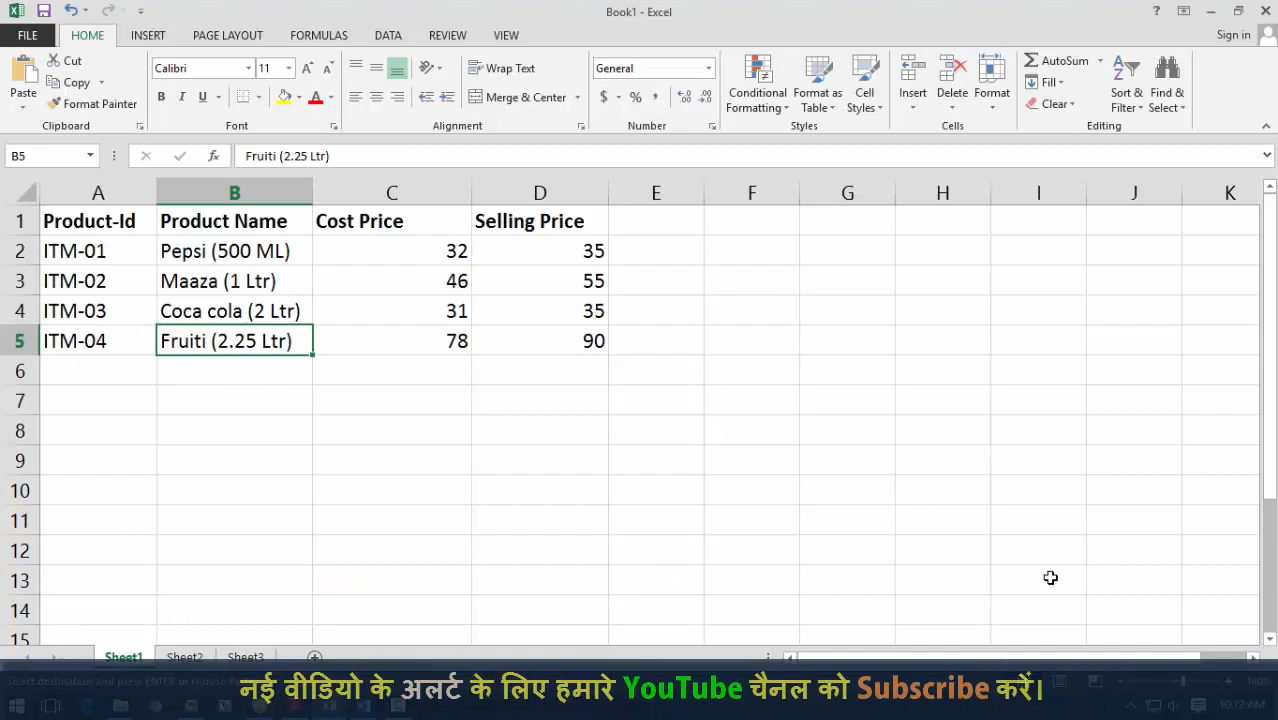 Book1 - Excel
Sign in
FILE HOME INSERT PAGE LAYOUT FORMULAS DATA REVIEW VIEW
Paste
Cut
Copy
Format Painter
Calibri 11
B I U A
Wrap Text
Merge & Center
General
$ % ,
Conditional Formatting
Format as Table
Cell Styles
Insert
Delete
Format
AutoSum
Fill
Clear
Sort & Filter
Find & Select
Clipboard Font Alignment Number Styles Cells Editing
B5 fx Fruiti (2.25 Ltr)
A B C D E F G H I J K
1 Product-Id Product Name Cost Price Selling Price
2 ITM-01 Pepsi (500 ML) 32 35
3 ITM-02 Maaza (1 Ltr) 46 55
4 ITM-03 Coca cola (2 Ltr) 31 35
5 ITM-04 Fruiti (2.25 Ltr) 78 90
6
7
8
9
10
11
12
13
14
15
Sheet1 Sheet2 Sheet3
नई वीडियो के अलर्ट के लिए हमारे YouTube चैनल को Subscribe करें।
10:12 AM